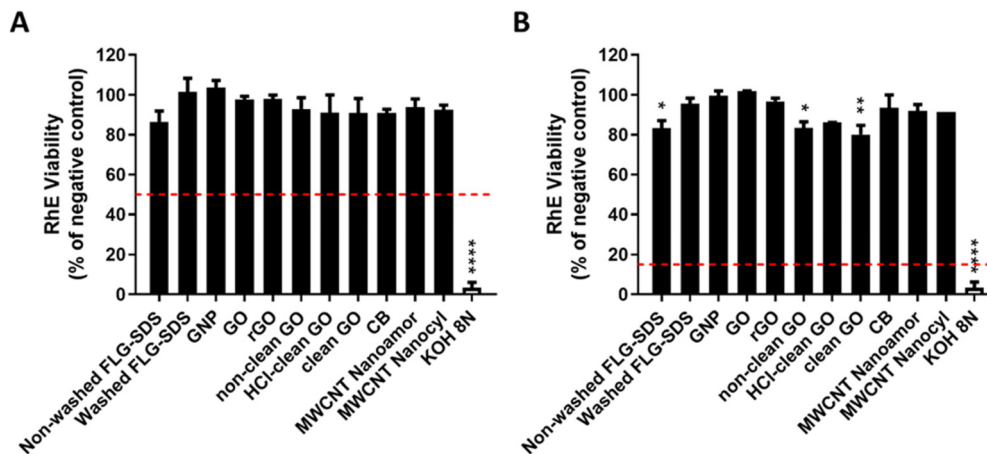 A
RhE Viability
(% of negative control)
120
100
80
60
40
20
0
****
Non-washed FLG-SDS
Washed FLG-SDS
GNP
GO
rGO
non-clean GO
HCl-clean GO
clean GO
CB
MWCNT Nanoamor
MWCNT Nanocyl
KOH 8N
B
RhE Viability
(% of negative control)
120
100
80
60
40
20
0
*
*
**
****
Non-washed FLG-SDS
Washed FLG-SDS
GNP
GO
rGO
non-clean GO
HCl-clean GO
clean GO
CB
MWCNT Nanoamor
MWCNT Nanocyl
KOH 8N